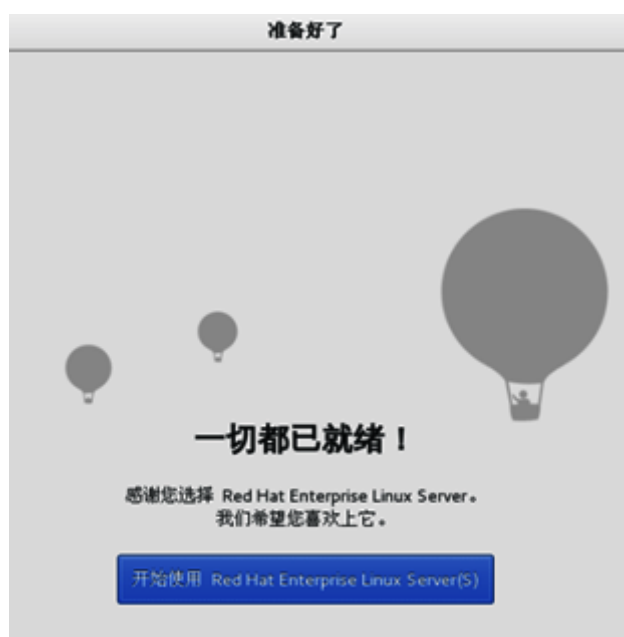 准备好了
一切都已就绪！
感谢您选择 Red Hat Enterprise Linux Server。
我们希望您喜欢上它。
开始使用 Red Hat Enterprise Linux Server(S)